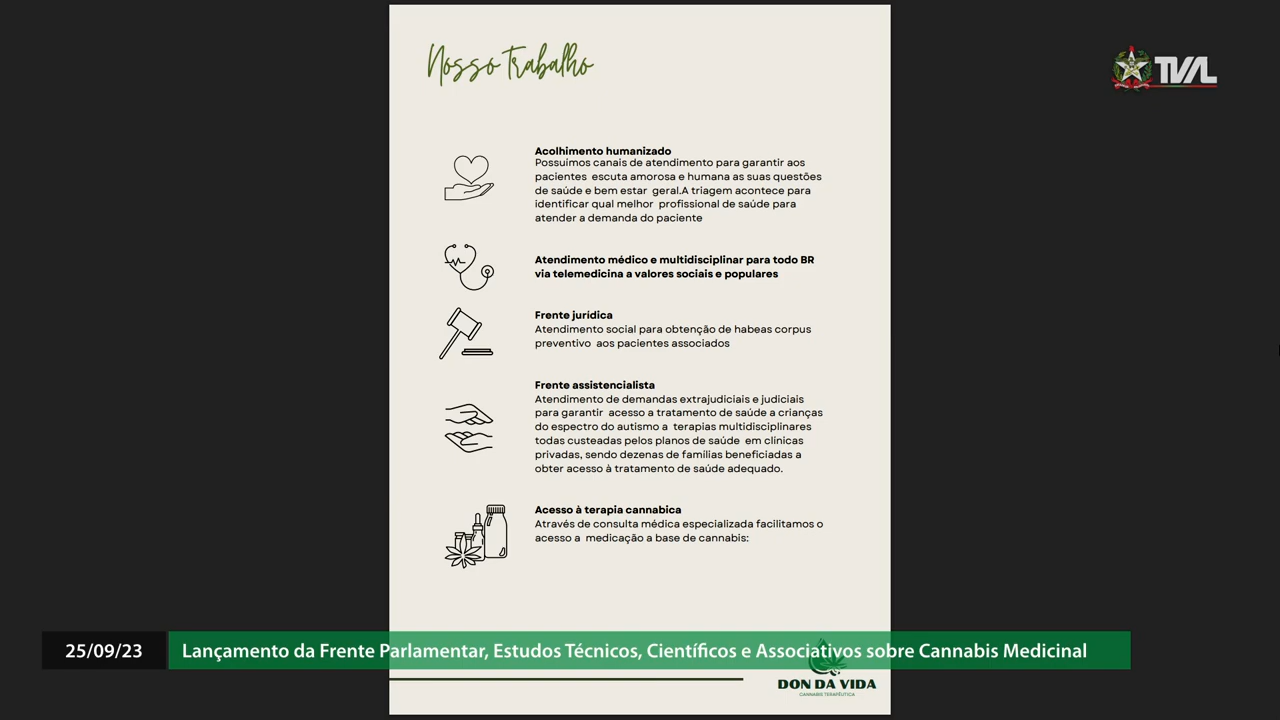 Nosso Trabalho
TVAL
Acolhimento humanizado
Possuimos canais de atendimento para garantir aos
pacientes escuta amorosa e humana as suas questões
de saúde e bem estar geral.A triagem acontece para
identificar qual melhor profissional de saúde para
atender a demanda do paciente
Atendimento médico e multidisciplinar para todo BR
via telemedicina a valores sociais e populares
Frente jurídica
Atendimento social para obtenção de habeas corpus
preventivo aos pacientes associados
Frente assistencialista
Atendimento de demandas extrajudiciais e judiciais
para garantir acesso a tratamento de saúde a crianças
do espectro do autismo a terapias multidisciplinares
todas custeadas pelos planos de saúde em clínicas
privadas, sendo dezenas de famílias beneficiadas a
obter acesso à tratamento de saúde adequado.
Acesso à terapia cannabica
Através de consulta médica especializada facilitamos o
acesso a medicação a base de cannabis:
25/09/23
Lançamento da Frente Parlamentar, Estudos Técnicos, Científicos e Associativos sobre Cannabis Medicinal
DON DA VIDA
CANNABIS TERAPÊUTICA